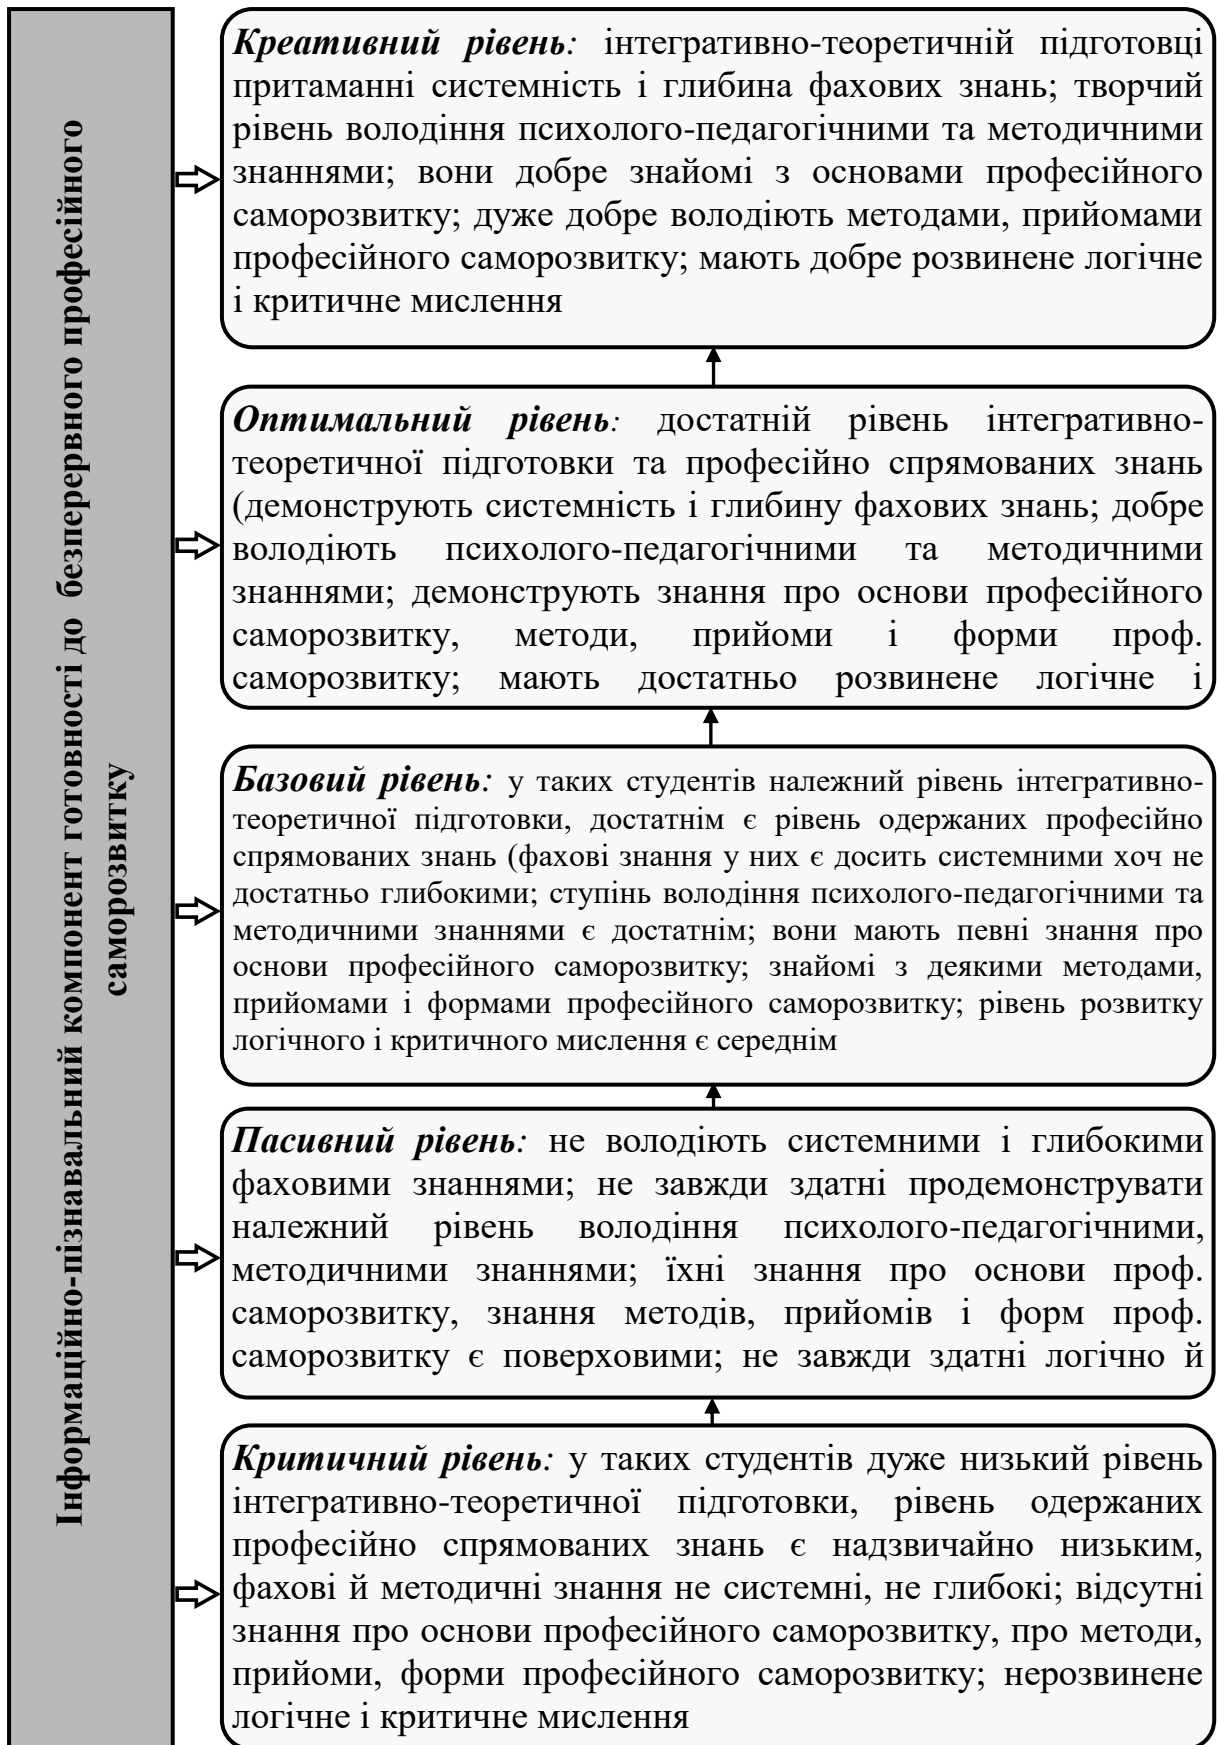 Інформаційно-пізнавальний компонент готовності до безперервного професійного
саморозвитку
Креативний рівень: інтегративно-теоретичній підготовці
притаманні системність і глибина фахових знань; творчий
рівень володіння психолого-педагогічними та методичними
знаннями; вони добре знайомі з основами професійного
саморозвитку; дуже добре володіють методами, прийомами
професійного саморозвитку; мають добре розвинене логічне
і критичне мислення
Оптимальний рівень: достатній рівень інтегративно-
теоретичної підготовки та професійно спрямованих знань
(демонструють системність і глибину фахових знань; добре
володіють психолого-педагогічними та методичними
знаннями; демонструють знання про основи професійного
саморозвитку, методи, прийоми і форми проф.
саморозвитку; мають достатньо розвинене логічне і
Базовий рівень: у таких студентів належний рівень інтегративно-
теоретичної підготовки, достатнім є рівень одержаних професійно
спрямованих знань (фахові знання у них є досить системними хоч не
достатньо глибокими; ступінь володіння психолого-педагогічними та
методичними знаннями є достатнім; вони мають певні знання про
основи професійного саморозвитку; знайомі з деякими методами,
прийомами і формами професійного саморозвитку; рівень розвитку
логічного і критичного мислення є середнім
Пасивний рівень: не володіють системними і глибокими
фаховими знаннями; не завжди здатні продемонструвати
належний рівень володіння психолого-педагогічними,
методичними знаннями; їхні знання про основи проф.
саморозвитку, знання методів, прийомів і форм проф.
саморозвитку є поверховими; не завжди здатні логічно й
Критичний рівень: у таких студентів дуже низький рівень
інтегративно-теоретичної підготовки, рівень одержаних
професійно спрямованих знань є надзвичайно низьким,
фахові й методичні знання не системні, не глибокі; відсутні
знання про основи професійного саморозвитку, про методи,
прийоми, форми професійного саморозвитку; нерозвинене
логічне і критичне мислення